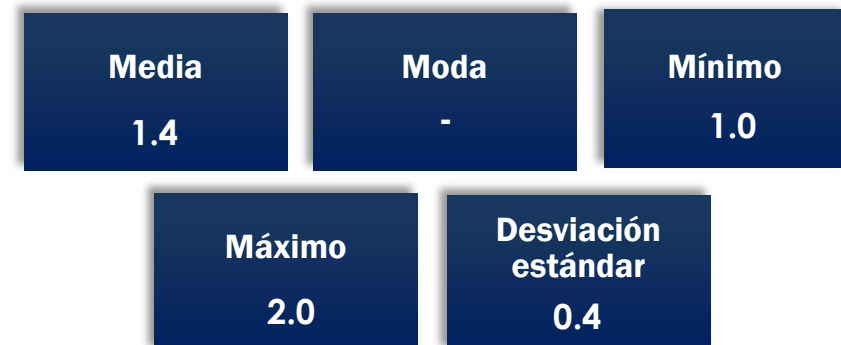 Media
1.4
Moda
-
Mínimo
1.0
Máximo
2.0
Desviación
estándar
0.4